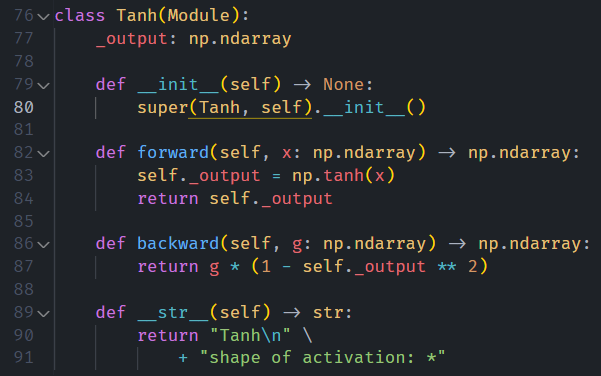 76 class Tanh(Module):
77     _output: np.ndarray
78
79     def __init__(self) → None:
80         super(Tanh, self).__init__()
81
82     def forward(self, x: np.ndarray) → np.ndarray:
83         self._output = np.tanh(x)
84         return self._output
85
86     def backward(self, g: np.ndarray) → np.ndarray:
87         return g * (1 - self._output ** 2)
88
89     def __str__(self) → str:
90         return "Tanh\n" \
91             + "shape of activation: *"